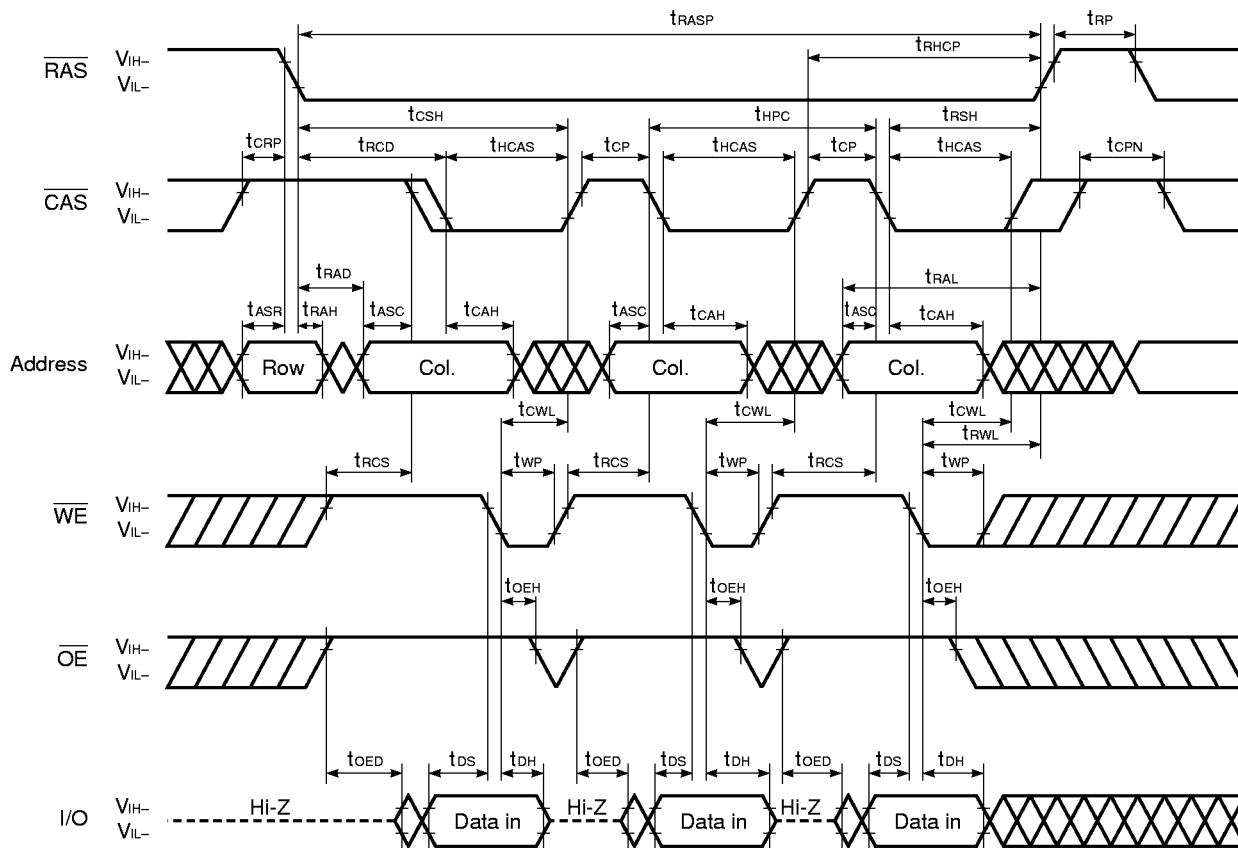 tRASP
tRP
tRHCP
RAS
VIH–
VIL–
tCSH
tHPC
tRSH
tCRP
tRCD
tHCAS
tCP
tHCAS
tCP
tHCAS
tCPN
CAS
VIH–
VIL–
tRAD
tRAL
tASR
tRAH
tASC
tCAH
tASC
tCAH
tASC
tCAH
Address
VIH–
VIL–
Row
Col.
Col.
Col.
tCWL
tCWL
tCWL
tRWL
tRCS
tWP
tRCS
tWP
tRCS
tWP
WE
VIH–
VIL–
tOEH
tOEH
tOEH
OE
VIH–
VIL–
tOED
tDS
tDH
tOED
tDS
tDH
tOED
tDS
tDH
I/O
VIH–
VIL–
Hi-Z
Data in
Hi-Z
Data in
Hi-Z
Data in